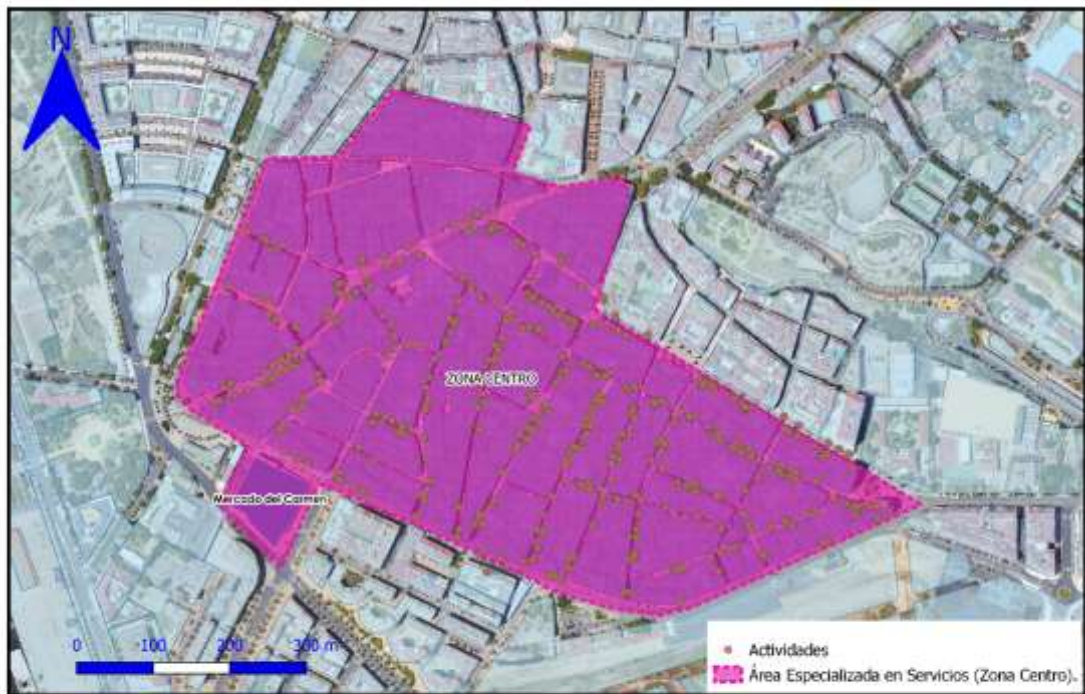 N
ZONA CENTRO
Mercado del Carmen
0 100 200 300 m
Actividades
Área Especializada en Servicios (Zona Centro).